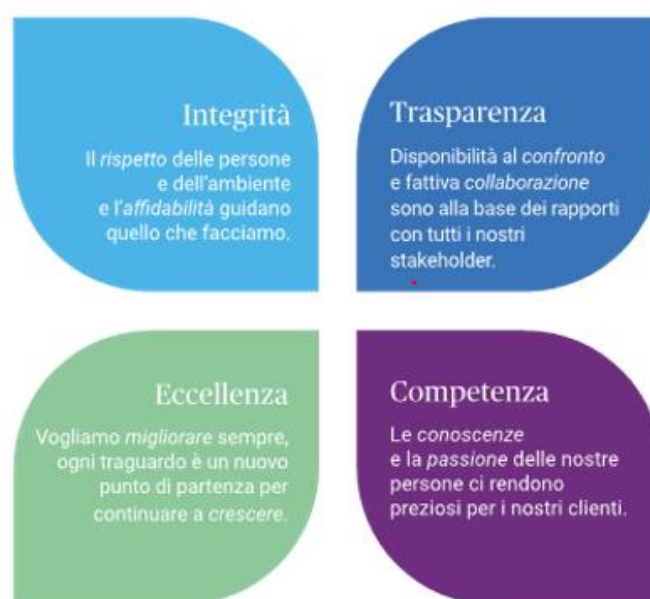 Integrità
Il rispetto delle persone
e dell'ambiente
e l'affidabilità guidano
quello che facciamo.
Trasparenza
Disponibilità al confronto
e fattiva collaborazione
sono alla base dei rapporti
con tutti i nostri
stakeholder.
Eccellenza
Vogliamo migliorare sempre,
ogni traguardo è un nuovo
punto di partenza per
continuare a crescere.
Competenza
Le conoscenze
e la passione delle nostre
persone ci rendono
preziosi per i nostri clienti.